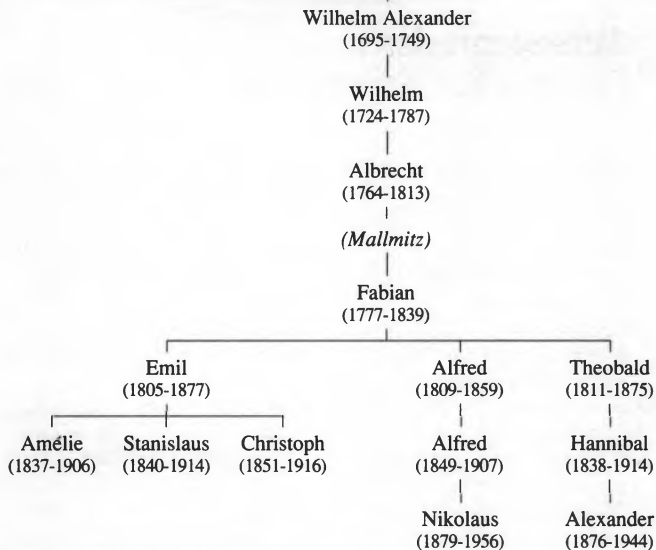 Wilhelm Alexander
(1695-1749)
Wilhelm
(1724-1787)
Albrecht
(1764-1813)
(Mallmitz)
Fabian
(1777-1839)
Emil Alfred Theobald
(1805-1877) (1809-1859) (1811-1875)
Amélie Stanislaus Christoph Alfred Hannibal
(1837-1906) (1840-1914) (1851-1916) (1849-1907) (1838-1914)
Nikolaus Alexander
(1879-1956) (1876-1944)